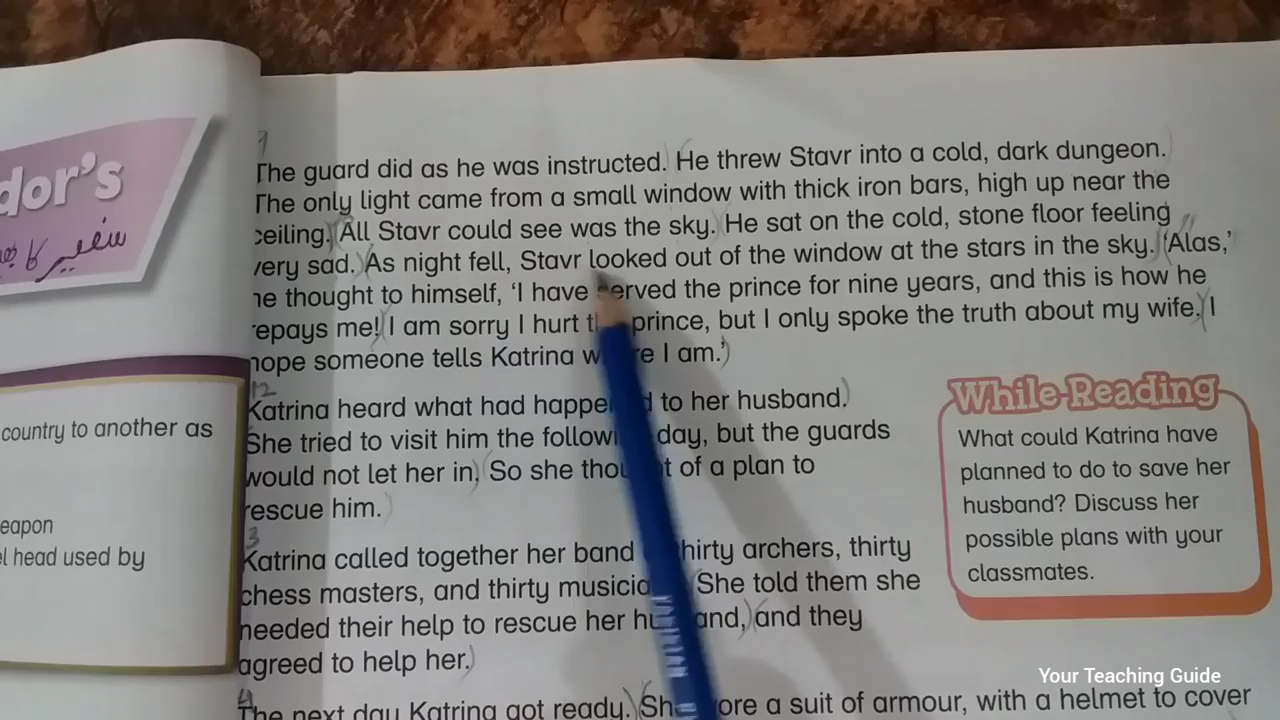 dor's
سفیر کا
country to another as
eapon
el head used by
1
The guard did as he was instructed. He threw Stavr into a cold, dark dungeon.
The only light came from a small window with thick iron bars, high up near the
ceiling. All Stavr could see was the sky. He sat on the cold, stone floor feeling
very sad. As night fell, Stavr looked out of the window at the stars in the sky. 'Alas,'
he thought to himself, 'I have served the prince for nine years, and this is how he
repays me! I am sorry I hurt the prince, but I only spoke the truth about my wife. I
hope someone tells Katrina where I am.'
2
Katrina heard what had happened to her husband.
She tried to visit him the following day, but the guards
would not let her in. So she thought of a plan to
rescue him.
3
Katrina called together her band of thirty archers, thirty
chess masters, and thirty musicians. She told them she
needed their help to rescue her husband, and they
agreed to help her.
4
The next day Katrina got ready. She wore a suit of armour, with a helmet to cover
While Reading
What could Katrina have
planned to do to save her
husband? Discuss her
possible plans with your
classmates.
Your Teaching Guide